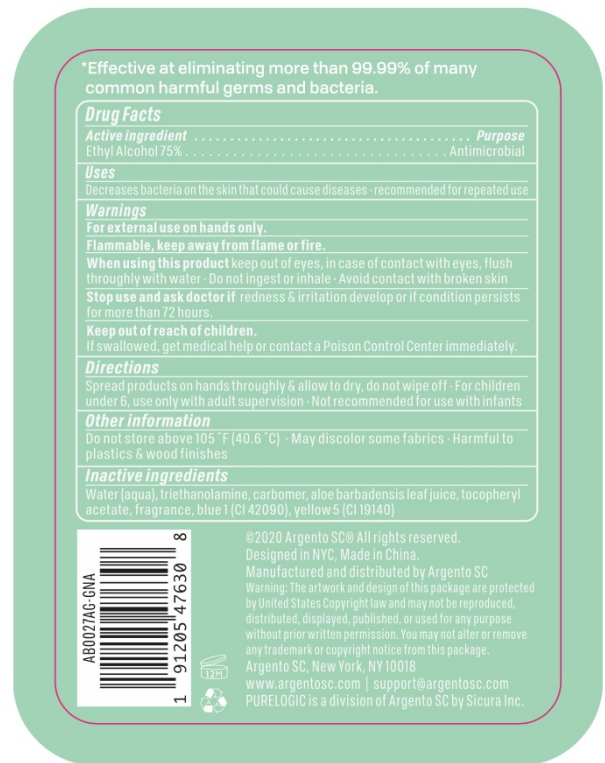 *Effective at eliminating more than 99.99% of many
common harmful germs and bacteria.
Drug Facts
Active ingredient . . . . . . . . . . . . . . . . . . . . . . . . . . . . . . . . . . . . . . . Purpose
Ethyl Alcohol 75% . . . . . . . . . . . . . . . . . . . . . . . . . . . . . . . . . Antimicrobial
Uses
Decreases bacteria on the skin that could cause diseases · recommended for repeated use
Warnings
For external use on hands only.
Flammable, keep away from flame or fire.
When using this product keep out of eyes, in case of contact with eyes, flush
throughly with water · Do not ingest or inhale · Avoid contact with broken skin
Stop use and ask doctor if redness & irritation develop or if condition persists
for more than 72 hours.
Keep out of reach of children.
If swallowed, get medical help or contact a Poison Control Center immediately.
Directions
Spread products on hands throughly & allow to dry, do not wipe off · For children
under 6, use only with adult supervision · Not recommended for use with infants
Other information
Do not store above 105 ˚F (40.6 ˚C) · May discolor some fabrics · Harmful to
plastics & wood finishes
Inactive ingredients
Water (aqua), triethanolamine, carbomer, aloe barbadensis leaf juice, tocopheryl
acetate, fragrance, blue 1 (CI 42090), yellow 5 (CI 19140)
AB0027AG-GNA
1 91205 47630 8
12M
©2020 Argento SC® All rights reserved.
Designed in NYC, Made in China.
Manufactured and distributed by Argento SC
Warning: The artwork and design of this package are protected
by United States Copyright law and may not be reproduced,
distributed, displayed, published, or used for any purpose
without prior written permission. You may not alter or remove
any trademark or copyright notice from this package.
Argento SC, New York, NY 10018
www.argentosc.com | support@argentosc.com
PURELOGIC is a division of Argento SC by Sicura Inc.